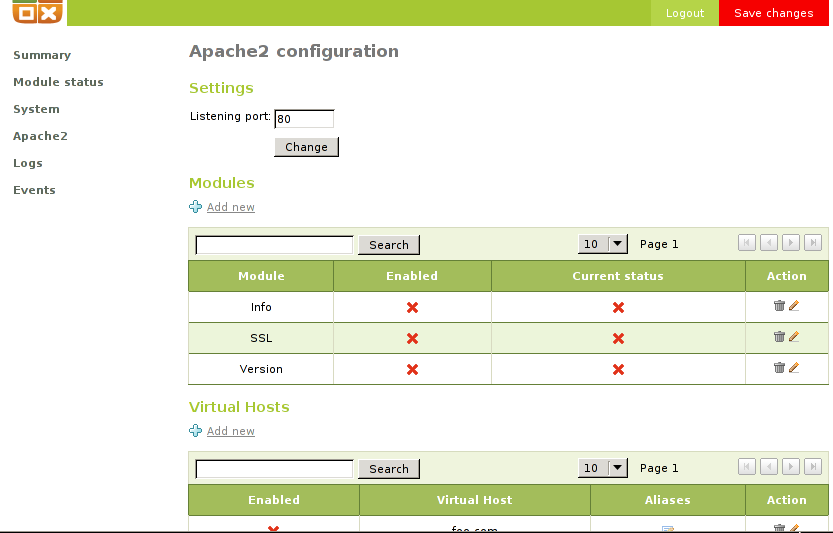 Logout Save changes
Summary
Module status
System
Apache2
Logs
Events
Apache2 configuration
Settings
Listening port: 80
Change
Modules
Add new
Search 10 Page 1
Module Enabled Current status Action
Info
SSL
Version
Virtual Hosts
Add new
Search 10 Page 1
Enabled Virtual Host Aliases Action
foo.com